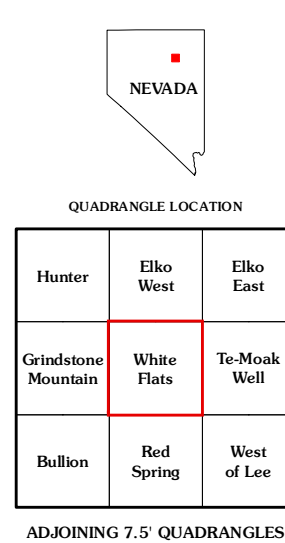 NEVADA
QUADRANGLE LOCATION
Hunter
Elko
West
Elko
East
Grindstone
Mountain
White
Flats
Te-Moak
Well
Bullion
Red
Spring
West
of Lee
ADJOINING 7.5' QUADRANGLES